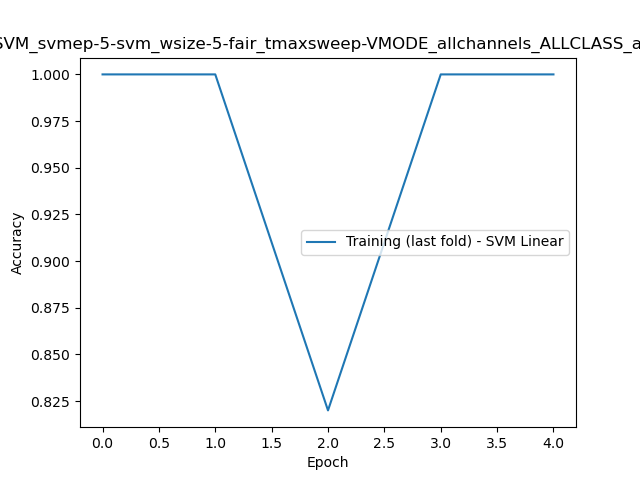 SVM_svmep-5-svm_wsize-5-fair_tmaxsweep-VMODE_allchannels_ALLCLASS_a
1.000
0.975
0.950
0.925
0.900
0.875
0.850
0.825
Accuracy
Training (last fold) - SVM Linear
0.0 0.5 1.0 1.5 2.0 2.5 3.0 3.5 4.0
Epoch